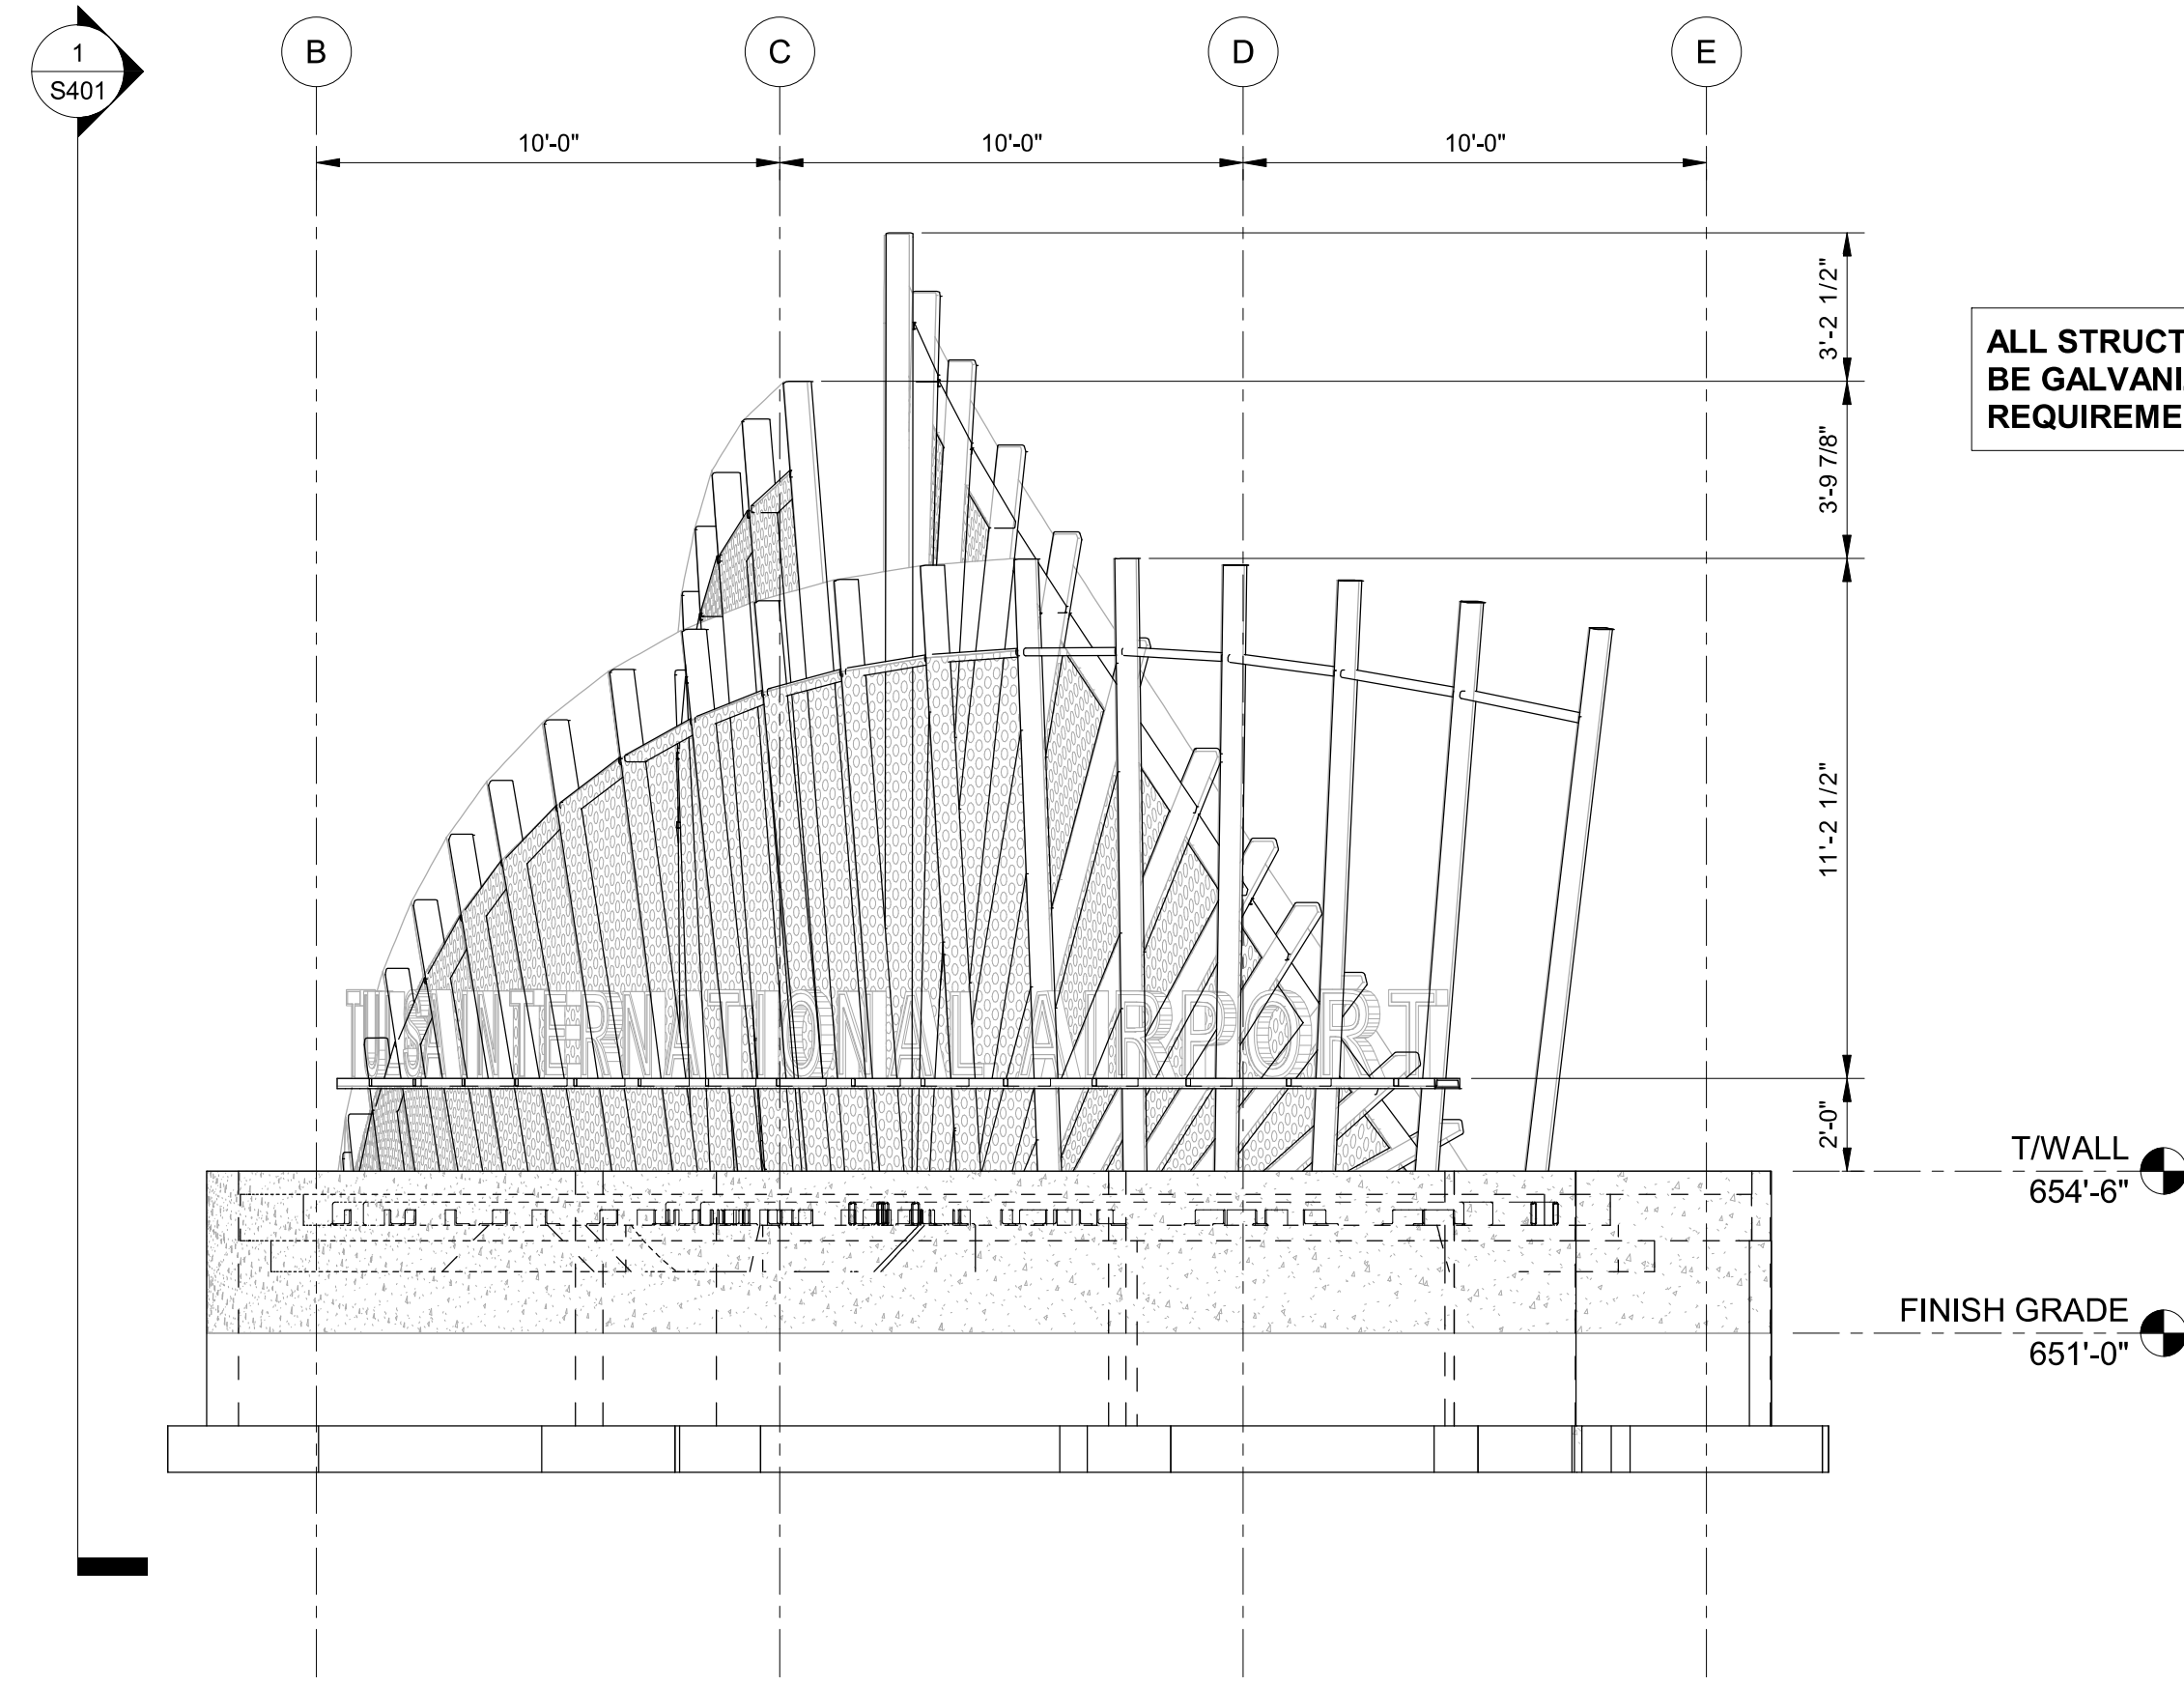 1
S401
B
C
D
E
10'-0"
10'-0"
10'-0"
3'-2 1/2"
3'-9 7/8"
11'-2 1/2"
2'-0"
ALL STRUCT
BE GALVANI
REQUIREME
TULSA INTERNATIONAL AIRPORT
T/WALL
654'-6"
FINISH GRADE
651'-0"